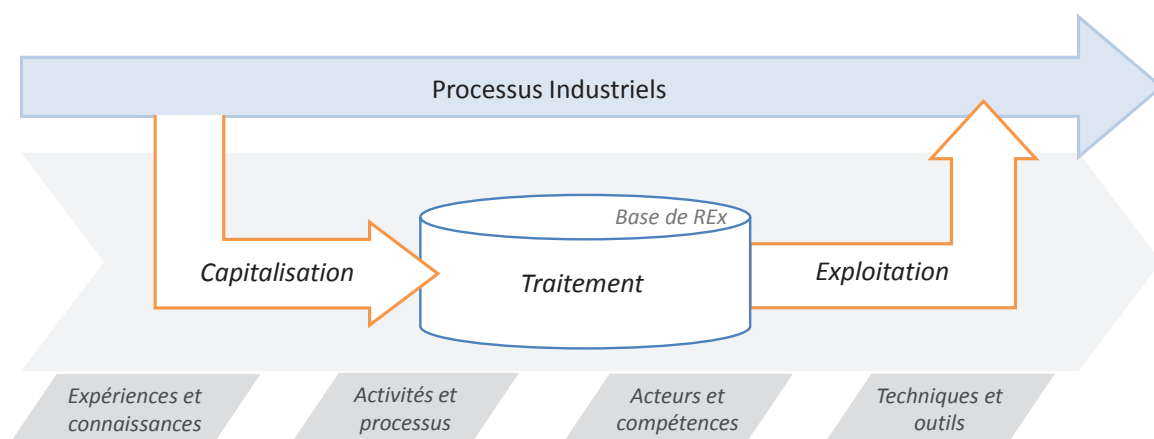 Processus Industriels
Base de REx
Capitalisation
Traitement
Exploitation
Expériences et
connaissances
Activités et
processus
Acteurs et
compétences
Techniques et
outils